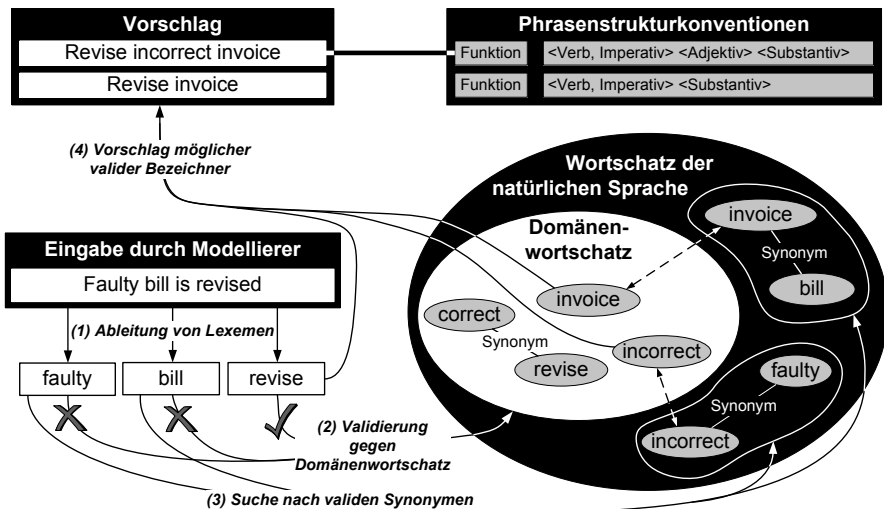 Vorschlag
Revise incorrect invoice
Revise invoice
Phrasenstrukturkonventionen
Funktion
<Verb, Imperativ> <Adjektiv> <Substantiv>
Funktion
<Verb, Imperativ> <Substantiv>
(4) Vorschlag möglicher
valider Bezeichner
Eingabe durch Modellierer
Faulty bill is revised
(1) Ableitung von Lexemen
faulty
bill
revise
(2) Validierung
gegen
Domänenwortschatz
(3) Suche nach validen Synonymen
Wortschatz der
natürlichen Sprache
Domänen-
wortschatz
invoice
correct
Synonym
revise
incorrect
invoice
Synonym
bill
faulty
Synonym
incorrect